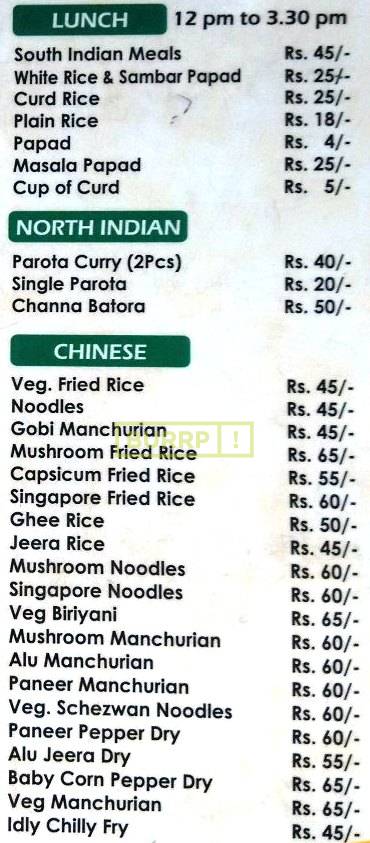 LUNCH 12 pm to 3.30 pm
South Indian Meals Rs. 45/-
White Rice & Sambar Papad Rs. 25/-
Curd Rice Rs. 25/-
Plain Rice Rs. 18/-
Papad Rs. 4/-
Masala Papad Rs. 25/-
Cup of Curd Rs. 5/-
NORTH INDIAN
Parota Curry (2Pcs) Rs. 40/-
Single Parota Rs. 20/-
Channa Batora Rs. 50/-
CHINESE
Veg. Fried Rice Rs. 45/-
Noodles Rs. 45/-
Gobi Manchurian Rs. 45/-
BURRP!
Mushroom Fried Rice Rs. 65/-
Capsicum Fried Rice Rs. 55/-
Singapore Fried Rice Rs. 60/-
Ghee Rice Rs. 50/-
Jeera Rice Rs. 45/-
Mushroom Noodles Rs. 60/-
Singapore Noodles Rs. 60/-
Veg Biriyani Rs. 65/-
Mushroom Manchurian Rs. 60/-
Alu Manchurian Rs. 60/-
Paneer Manchurian Rs. 60/-
Veg. Schezwan Noodles Rs. 60/-
Paneer Pepper Dry Rs. 60/-
Alu Jeera Dry Rs. 55/-
Baby Corn Pepper Dry Rs. 65/-
Veg Manchurian Rs. 65/-
Idly Chilly Fry Rs. 45/-